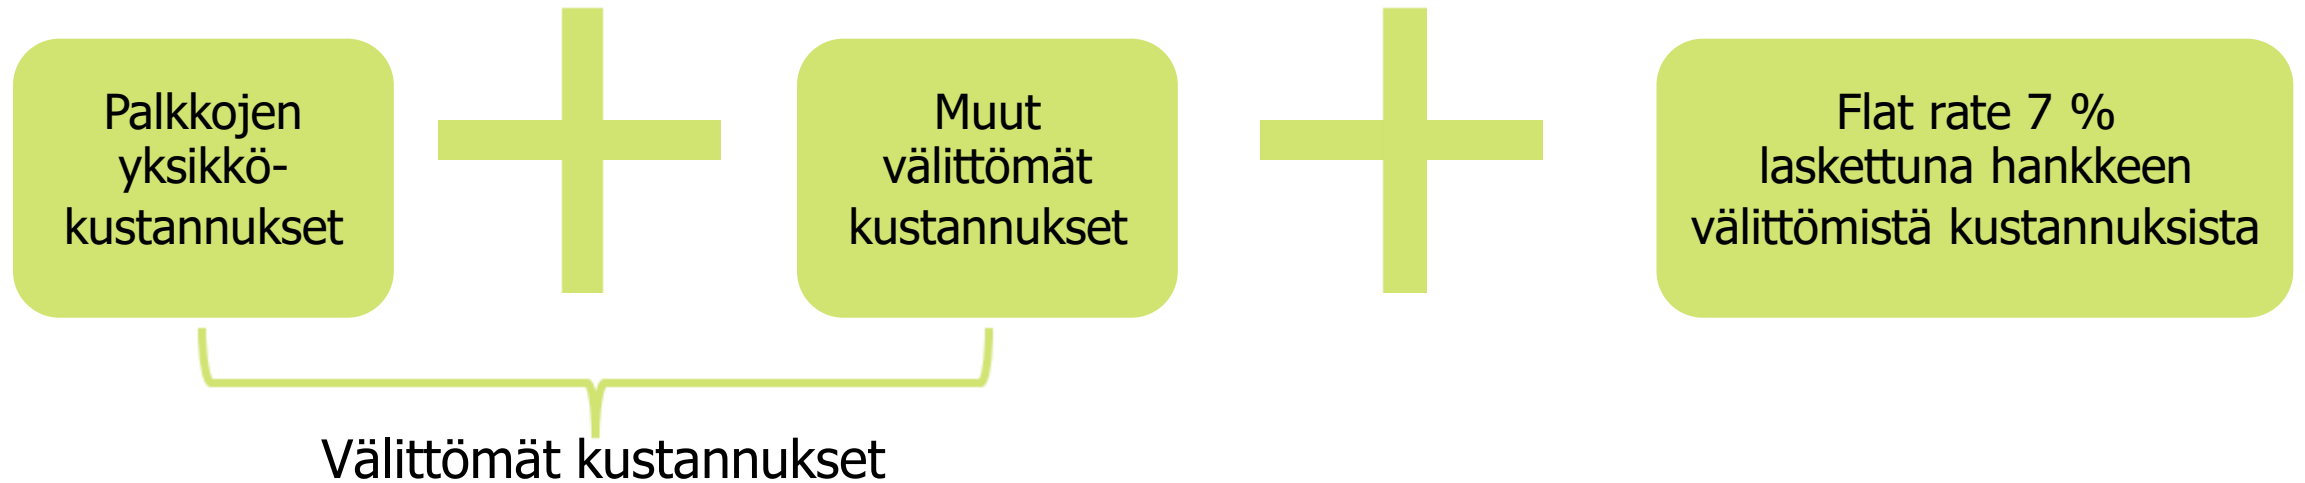 Palkkojen
yksikkö-
kustannukset
Muut
välittömät
kustannukset
Flat rate 7 %
laskettuna hankkeen
välittömistä kustannuksista
Välittömät kustannukset